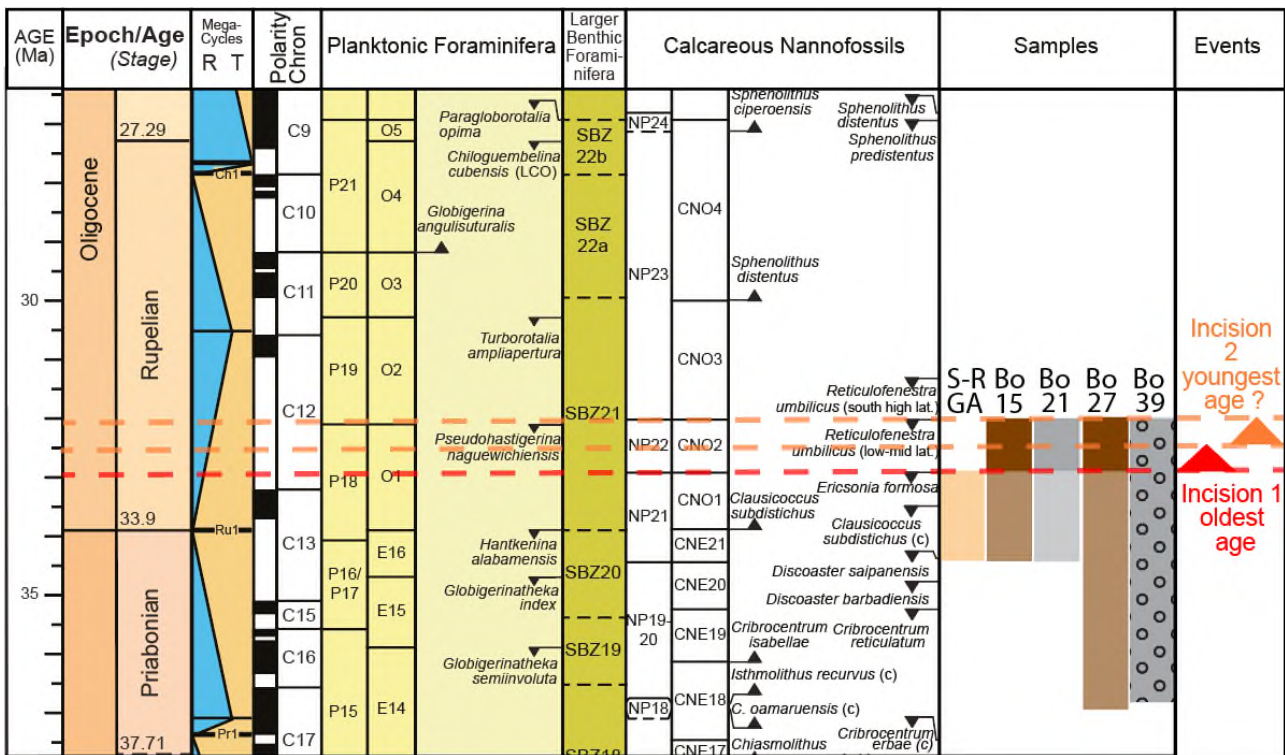 AGE
(Ma)
Epoch/Age
(Stage)
Mega-
Cycles
R T
Polarity
Chron
Planktonic Foraminifera
Larger
Benthic
Forami-
nifera
Calcareous Nannofossils
Samples
Events
30
35
Oligocene
27.29
Rupelian
33.9
Priabonian
37.71
Ch1
Ru1
Pr1
C9
C10
C11
C12
C13
C15
C16
C17
P21
P20
P19
P18
P16/
P17
P15
O5
O4
O3
O2
O1
E16
E15
E14
Paragloborotalia
opima
Chiloguembelina
cubensis (LCO)
Globigerina
angulisuturalis
Turborotalia
ampliapertura
Pseudohastigerina
naguewichiensis
Hantkenina
alabamensis
Globigerinatheka
index
Globigerinatheka
semiinvoluta
SBZ
22b
SBZ
22a
SBZ21
SBZ20
SBZ19
SBZ18
NP24
NP23
NP22
NP21
NP19-
20
NP18
CNO4
CNO3
CNO2
CNO1
CNE21
CNE20
CNE19
CNE18
CNE17
Sphenolithus
ciperoensis
Sphenolithus
distentus
Sphenolithus
predistentus
Sphenolithus
distentus
Reticulofenestra
umbilicus (south high lat.)
Reticulofenestra
umbilicus (low-mid lat.)
Ericsonia formosa
Clausicoccus
subdistichus
Clausicoccus
subdistichus (c)
Discoaster saipanensis
Discoaster barbadiensis
Cribrocentrum
isabellae
Cribrocentrum
reticulatum
Isthmolithus recurvus (c)
C. oamaruensis (c)
Chiasmolithus
Cribrocentrum
erbae (c)
S-R
GA
Bo
15
Bo
21
Bo
27
Bo
39
Incision
2
youngest
age ?
Incision 1
oldest
age